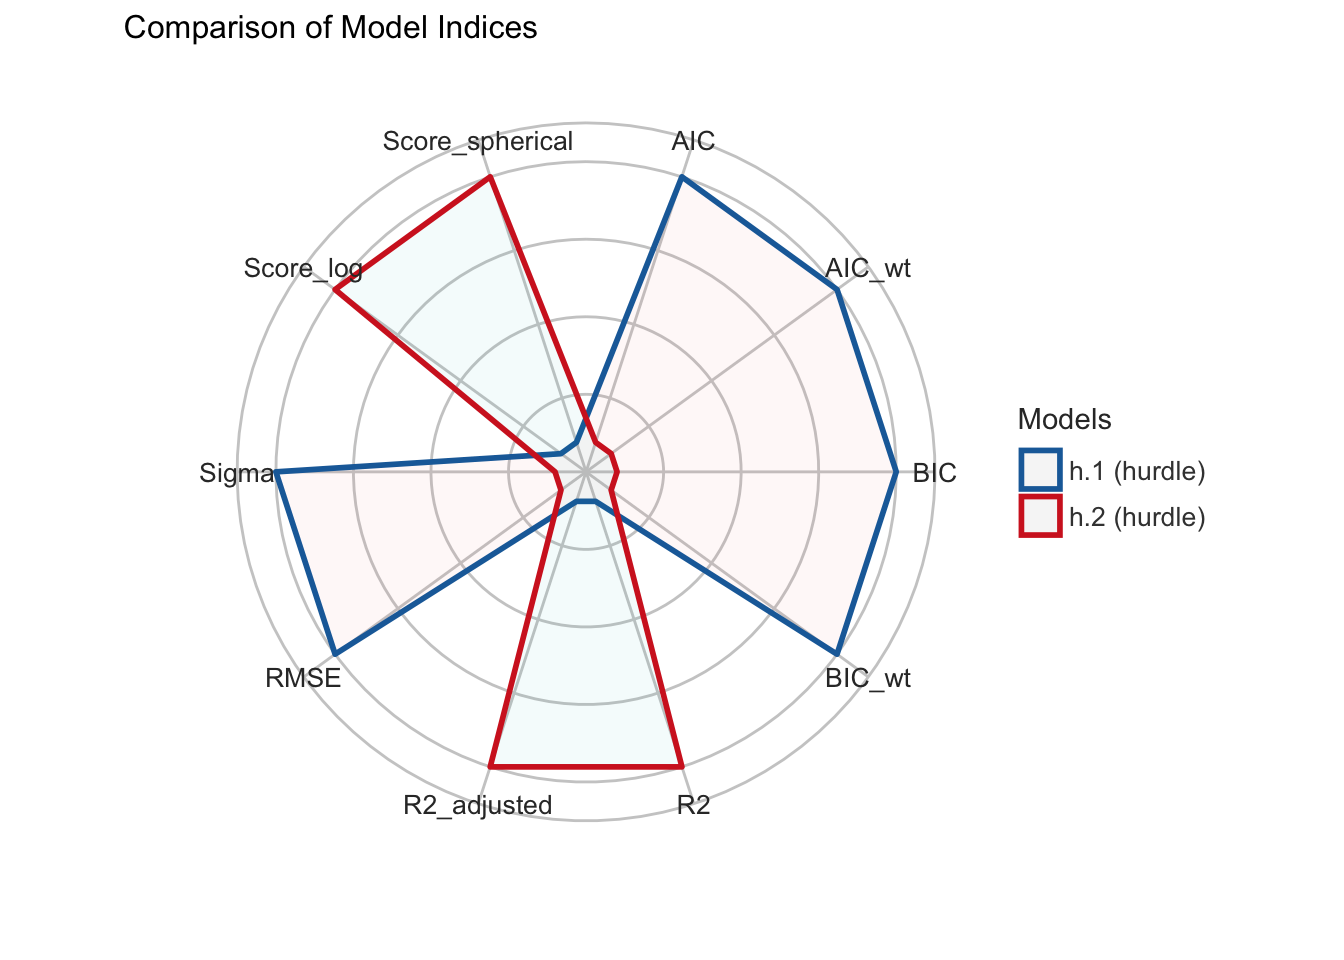 Comparison of Model Indices
Score_spherical
AIC
Score_log
AIC_wt
Sigma
BIC
RMSE
BIC_wt
R2_adjusted
R2
Models
h.1 (hurdle)
h.2 (hurdle)